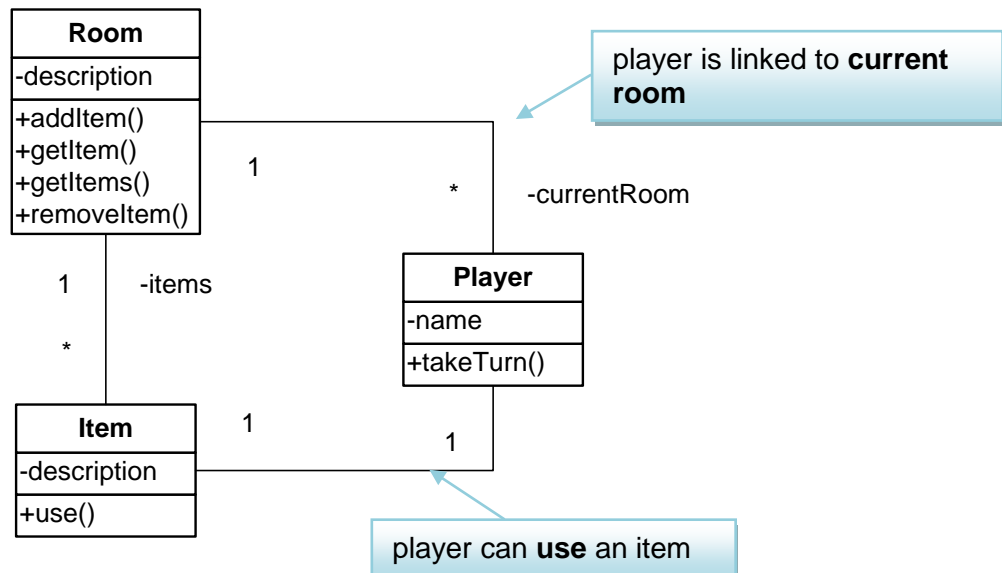 Room
-description
+addItem()
+getItem()
+getItems()
+removeItem()
player is linked to current
room
1
*
-currentRoom
1
-items
*
Player
-name
+takeTurn()
Item
-description
+use()
1
1
player can use an item